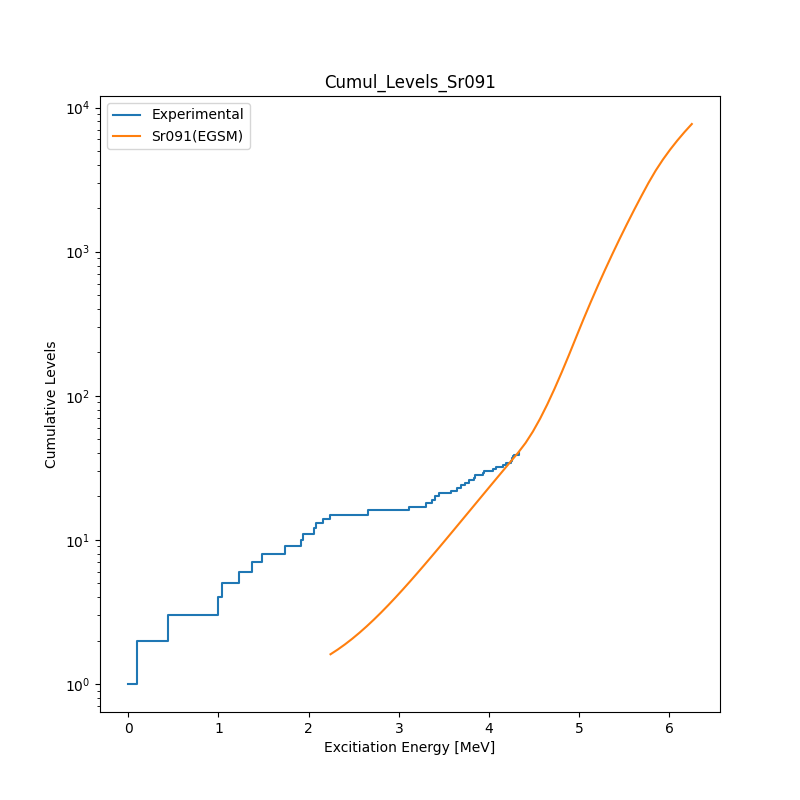 Cumul_Levels_Sr091
Experimental
Sr091(EGSM)
10^4
10^3
10^2
10^1
10^0
Cumulative Levels
0 1 2 3 4 5 6
Excitiation Energy [MeV]